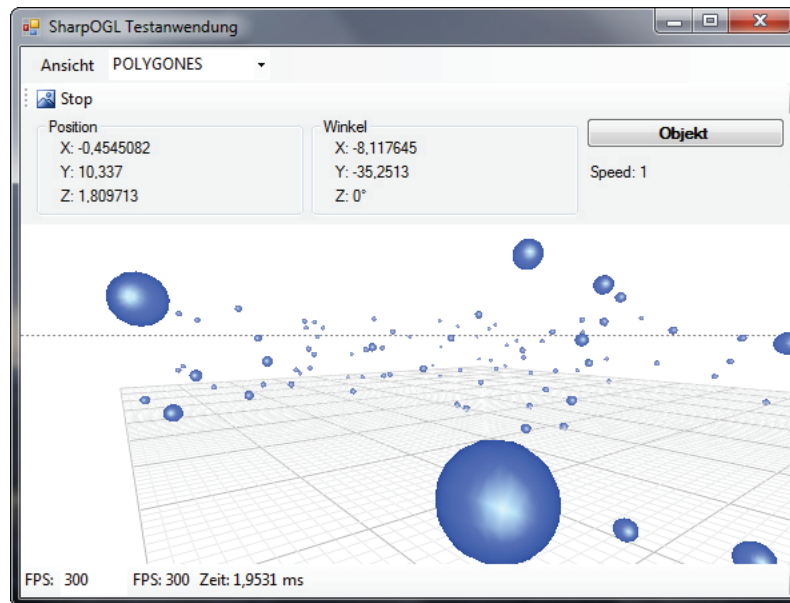 SharpOGL Testanwendung
Ansicht POLYGONES
Stop
Position
X: -0,4545082
Y: 10,337
Z: 1,809713
Winkel
X: -8,117645
Y: -35,2513
Z: 0°
Objekt
Speed: 1
FPS: 300 FPS: 300 Zeit: 1,9531 ms